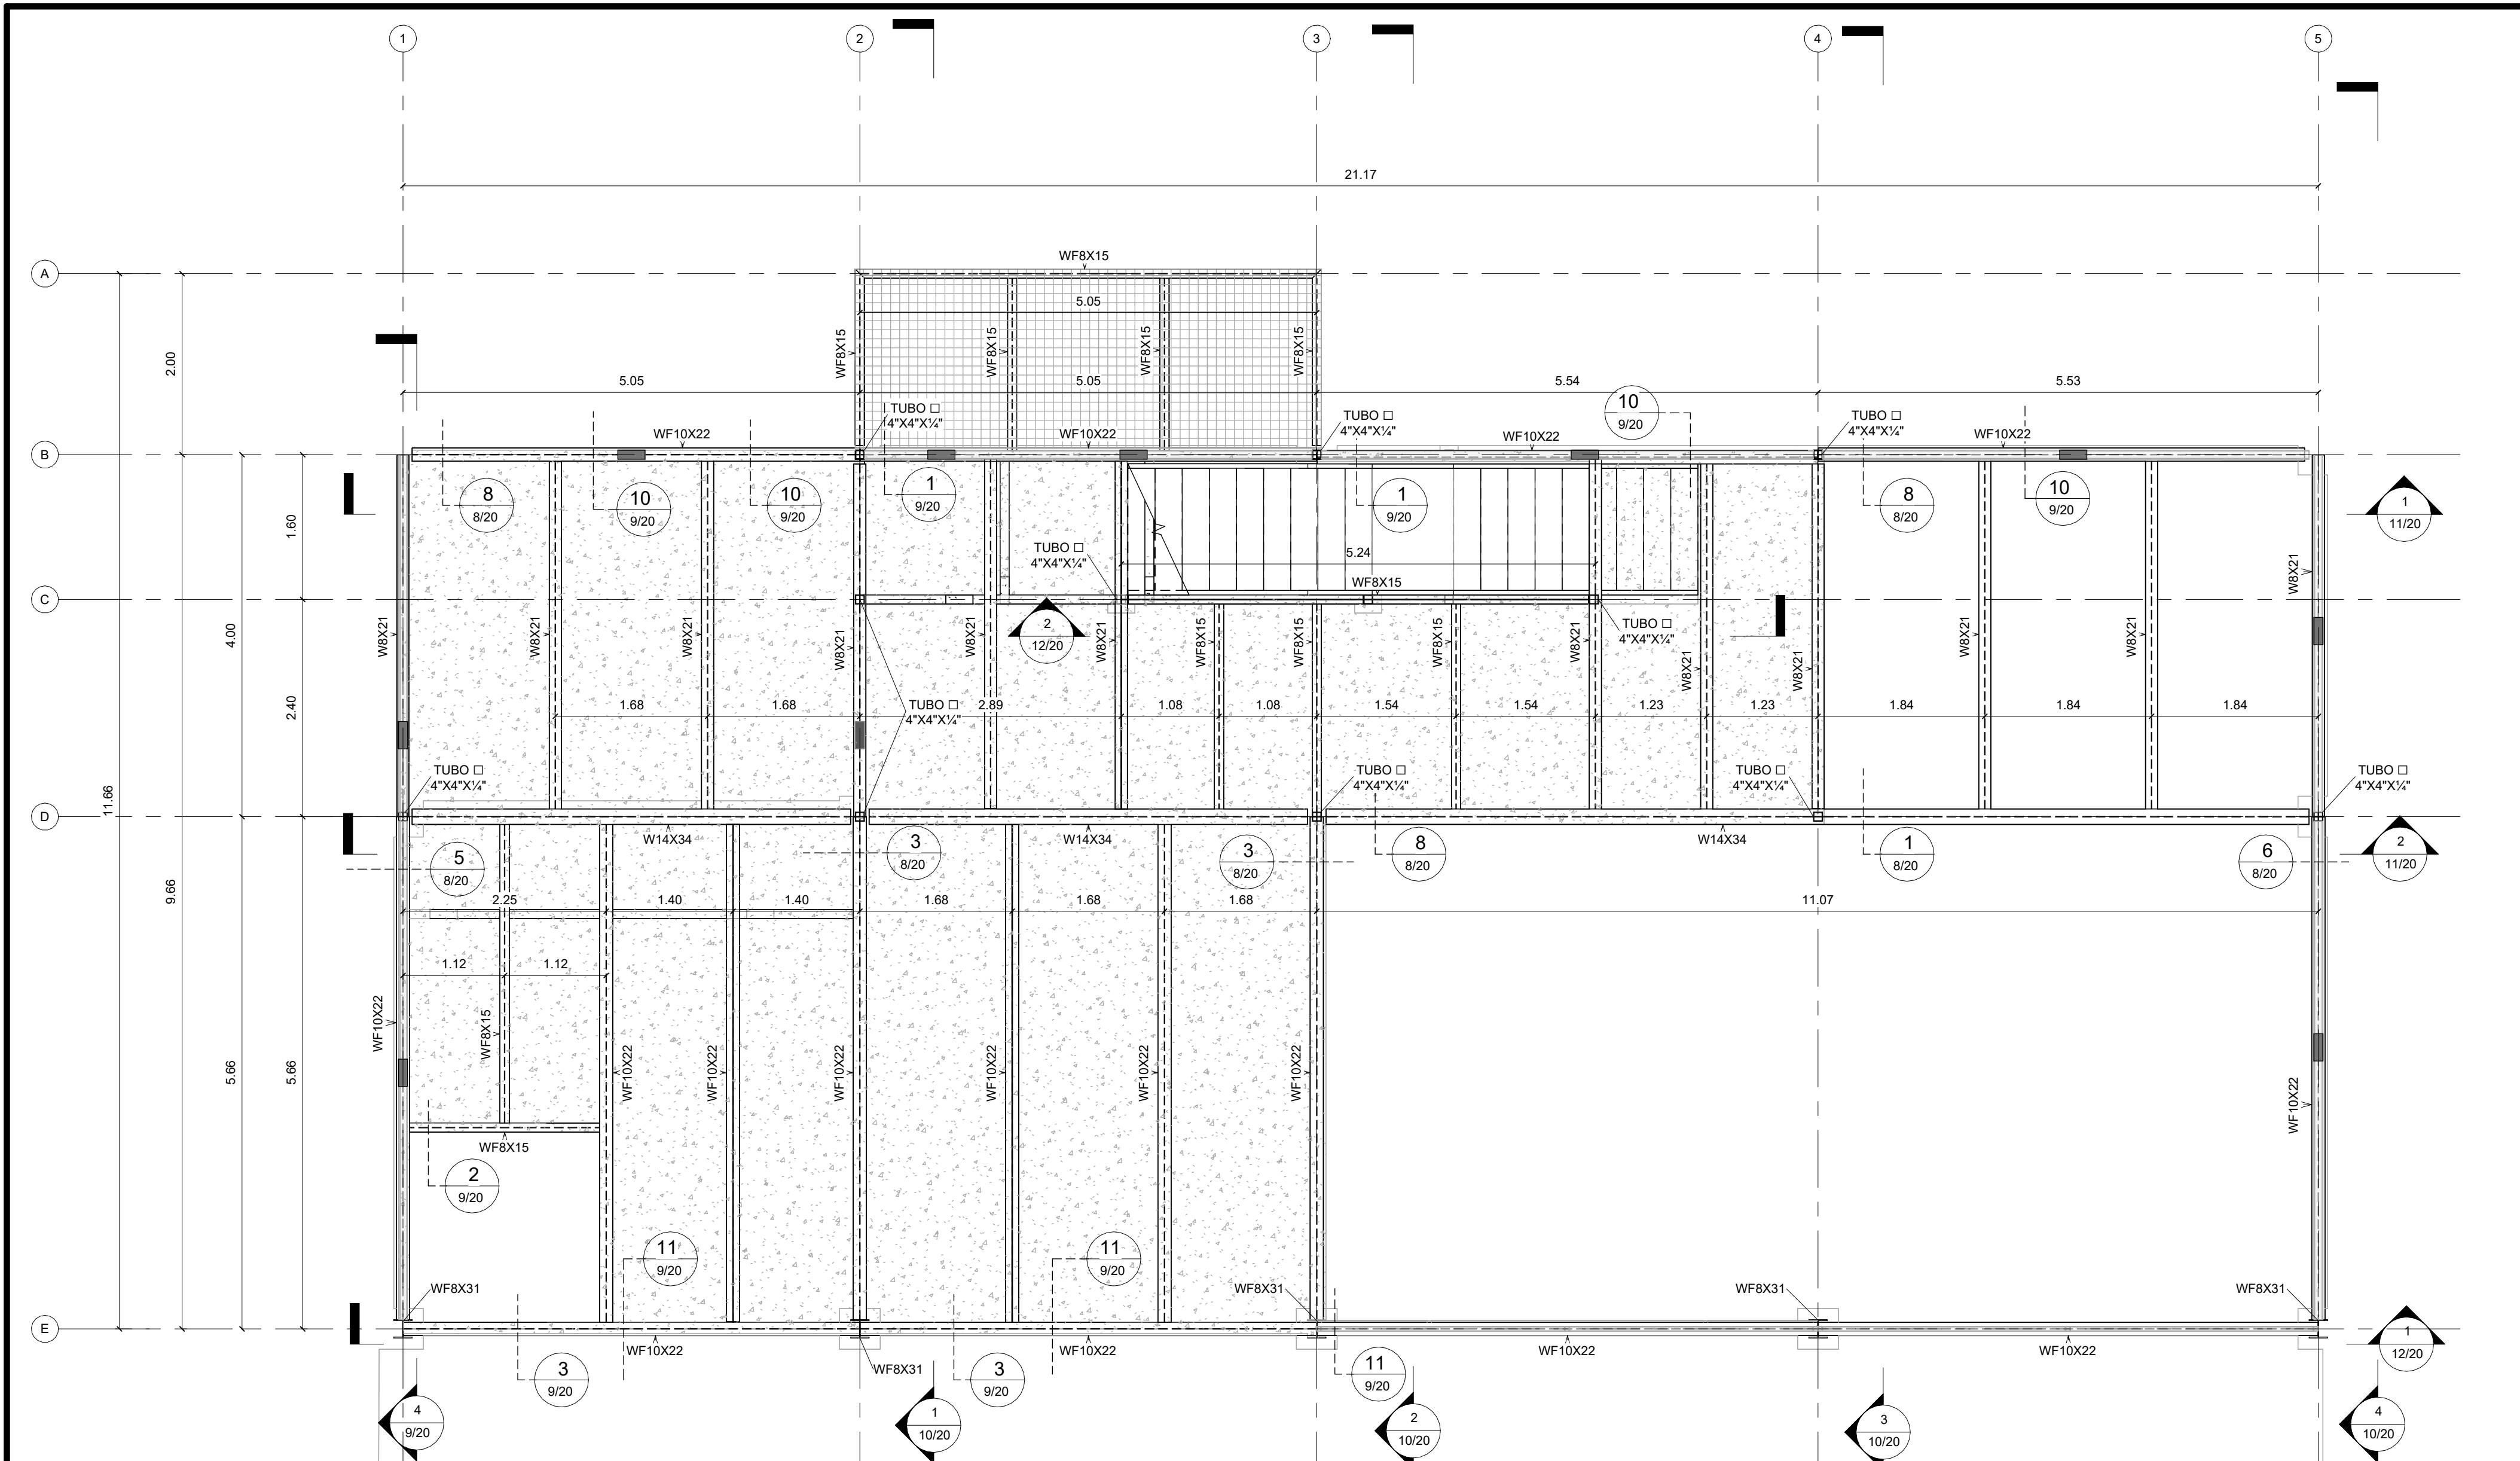 1
2
3
4
5
21.17
A
WF8X15
5.05
WF8X15
WF8X15
WF8X15
WF8X15
2.00
5.05
5.05
5.54
5.53
10
9/20
TUBO □
4"X4"X¼"
TUBO □
4"X4"X¼"
TUBO □
4"X4"X¼"
WF10X22
WF10X22
WF10X22
WF10X22
B
8
8/20
10
9/20
10
9/20
1
9/20
1
9/20
8
8/20
10
9/20
1
11/20
1.60
TUBO □
4"X4"X¼"
5.24
WF8X15
W8X21
C
4.00
W8X21
W8X21
W8X21
W8X21
W8X21
2
12/20
W8X21
WF8X15
WF8X15
WF8X15
W8X21
TUBO □
4"X4"X¼"
W8X21
W8X21
W8X21
W8X21
2.40
1.68
1.68
2.89
TUBO □
4"X4"X¼"
1.08
1.08
1.54
1.54
1.23
1.23
1.84
1.84
1.84
11.66
TUBO □
4"X4"X¼"
TUBO □
4"X4"X¼"
TUBO □
4"X4"X¼"
TUBO □
4"X4"X¼"
D
W14X34
W14X34
W14X34
5
8/20
3
8/20
3
8/20
8
8/20
1
8/20
6
8/20
2
11/20
9.66
2.25
1.40
1.40
1.68
1.68
1.68
11.07
1.12
1.12
WF10X22
WF8X15
5.66
5.66
WF10X22
WF10X22
WF10X22
WF10X22
WF10X22
WF10X22
WF10X22
WF8X15
2
9/20
11
9/20
11
9/20
WF8X31
WF8X31
WF8X31
WF8X31
E
WF10X22
WF10X22
WF10X22
WF10X22
1
12/20
WF8X31
3
9/20
3
9/20
11
9/20
4
9/20
1
10/20
2
10/20
3
10/20
4
10/20